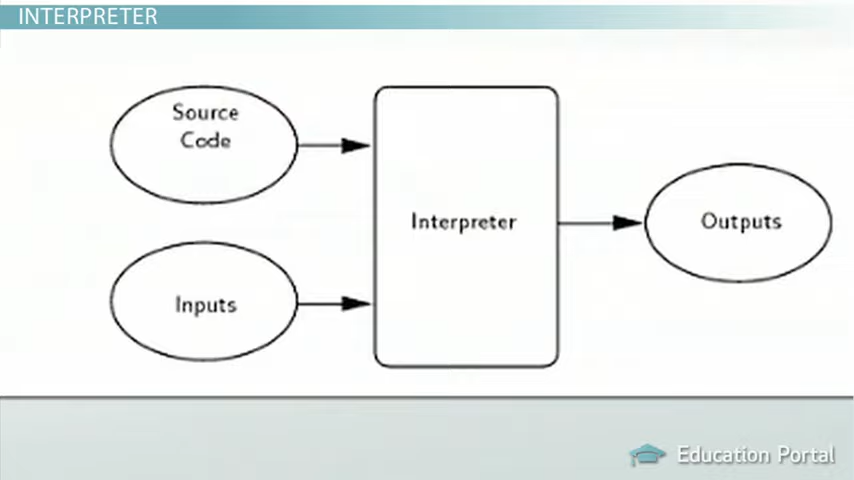 INTERPRETER
Source
Code
Interpreter
Outputs
Inputs
Education Portal